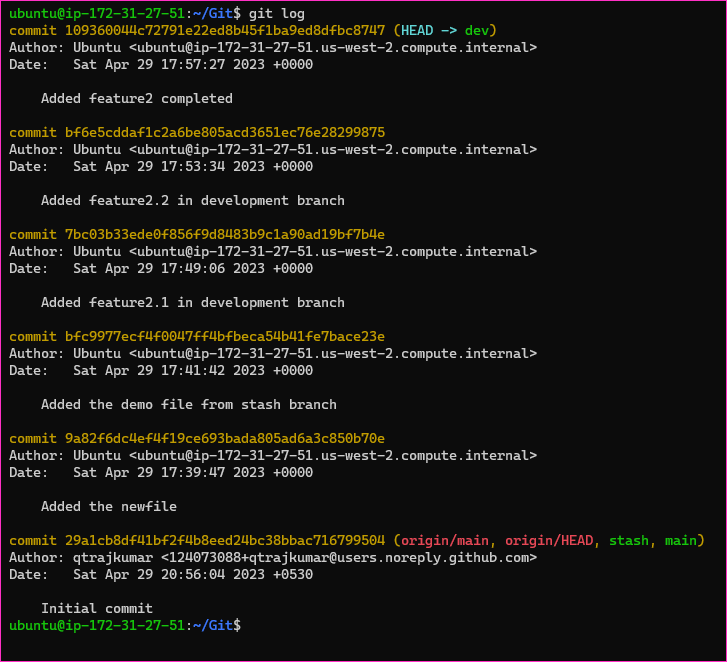 ubuntu@ip-172-31-27-51:~/Git$ git log
commit 109360044c72791e22ed8b45f1ba9ed8dfbc8747 (HEAD -> dev)
Author: Ubuntu <ubuntu@ip-172-31-27-51.us-west-2.compute.internal>
Date:   Sat Apr 29 17:57:27 2023 +0000
    Added feature2 completed
commit bf6e5cddaf1c2a6be805acd3651ec76e28299875
Author: Ubuntu <ubuntu@ip-172-31-27-51.us-west-2.compute.internal>
Date:   Sat Apr 29 17:53:34 2023 +0000
    Added feature2.2 in development branch
commit 7bc03b33ede0f856f9d8483b9c1a90ad19bf7b4e
Author: Ubuntu <ubuntu@ip-172-31-27-51.us-west-2.compute.internal>
Date:   Sat Apr 29 17:49:06 2023 +0000
    Added feature2.1 in development branch
commit bfc9977ecf4f0047ff4bfbeca54b41fe7bace23e
Author: Ubuntu <ubuntu@ip-172-31-27-51.us-west-2.compute.internal>
Date:   Sat Apr 29 17:41:42 2023 +0000
    Added the demo file from stash branch
commit 9a82f6dc4ef4f19ce693bada805ad6a3c850b70e
Author: Ubuntu <ubuntu@ip-172-31-27-51.us-west-2.compute.internal>
Date:   Sat Apr 29 17:39:47 2023 +0000
    Added the newfile
commit 29a1cb8df41bf2f4b8eed24bc38bbac716799504 (origin/main, origin/HEAD, stash, main)
Author: qtrajkumar <124073088+qtrajkumar@users.noreply.github.com>
Date:   Sat Apr 29 20:56:04 2023 +0530
    Initial commit
ubuntu@ip-172-31-27-51:~/Git$